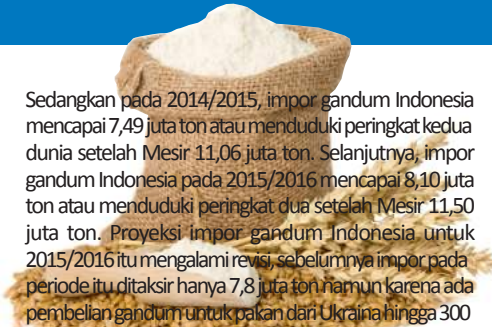 Sedangkan pada 2014/2015, impor gandum Indonesia
mencapai 7,49 juta ton atau menduduki peringkat kedua
dunia setelah Mesir 11,06 juta ton. Selanjutnya, impor
gandum Indonesia pada 2015/2016 mencapai 8,10 juta
ton atau menduduki peringkat dua setelah Mesir 11,50
juta ton. Proyeksi impor gandum Indonesia untuk
2015/2016 itu mengalami revisi, sebelumnya impor pada
periode itu ditaksir hanya 7,8 juta ton namun karena ada
pembelian gandum untuk pakan dari Ukraina hingga 300